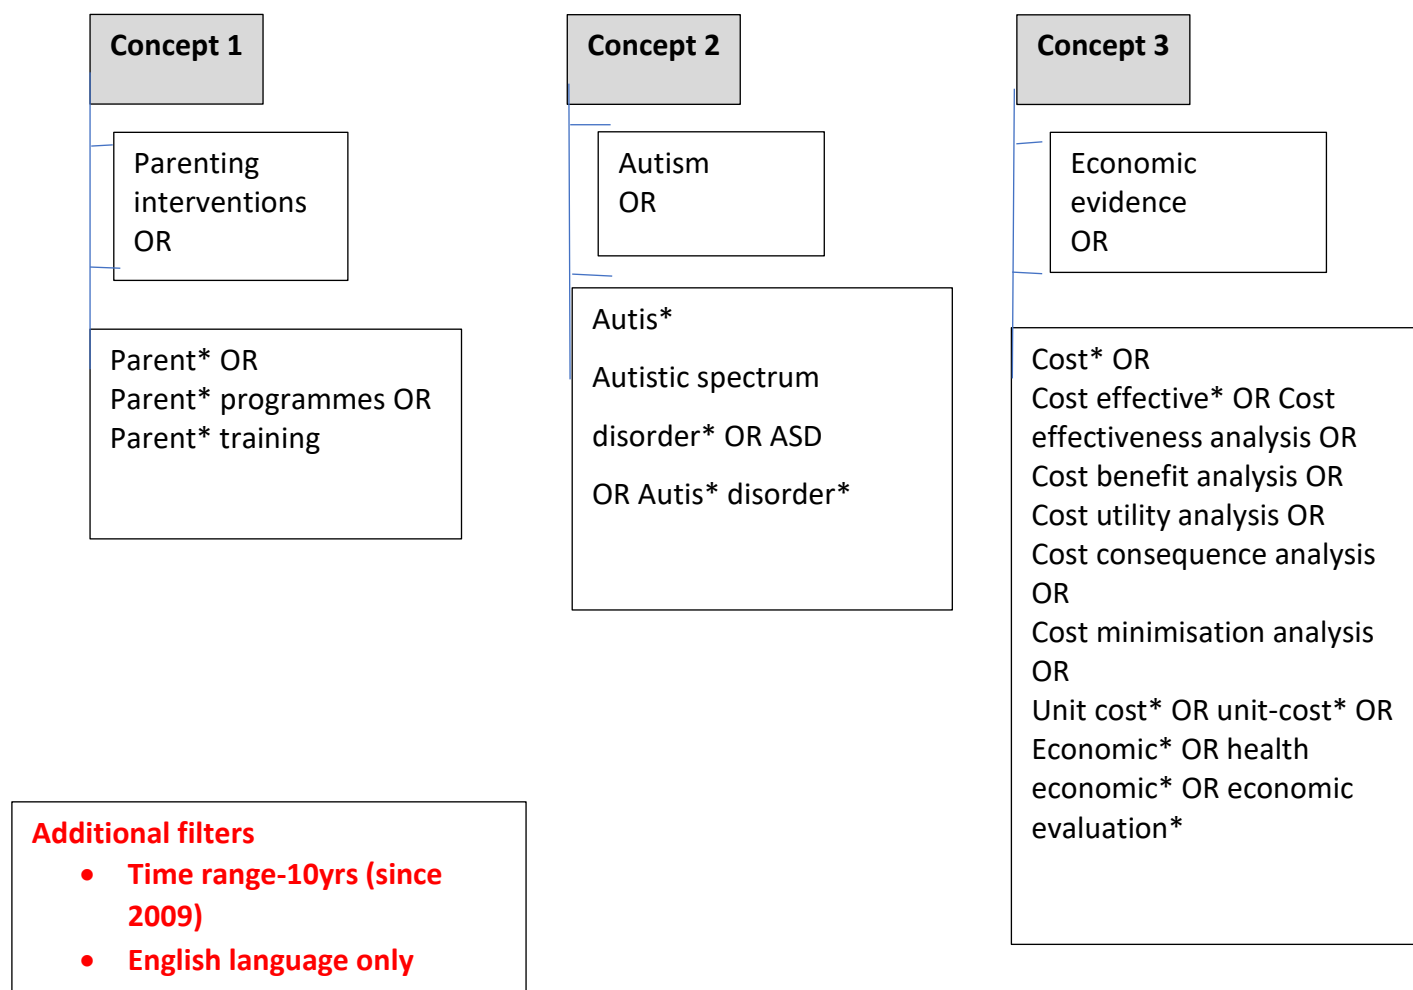 Concept 1
Parenting
interventions
OR
Parent* OR
Parent* programmes OR
Parent* training
Concept 2
Autism
OR
Autis*
Autistic spectrum
disorder* OR ASD
OR Autis* disorder*
Concept 3
Economic
evidence
OR
Cost* OR
Cost effective* OR Cost
effectiveness analysis OR
Cost benefit analysis OR
Cost utility analysis OR
Cost consequence analysis
OR
Cost minimisation analysis
OR
Unit cost* OR unit-cost* OR
Economic* OR health
economic* OR economic
evaluation*
Additional filters
• Time range-10yrs (since
2009)
• English language only